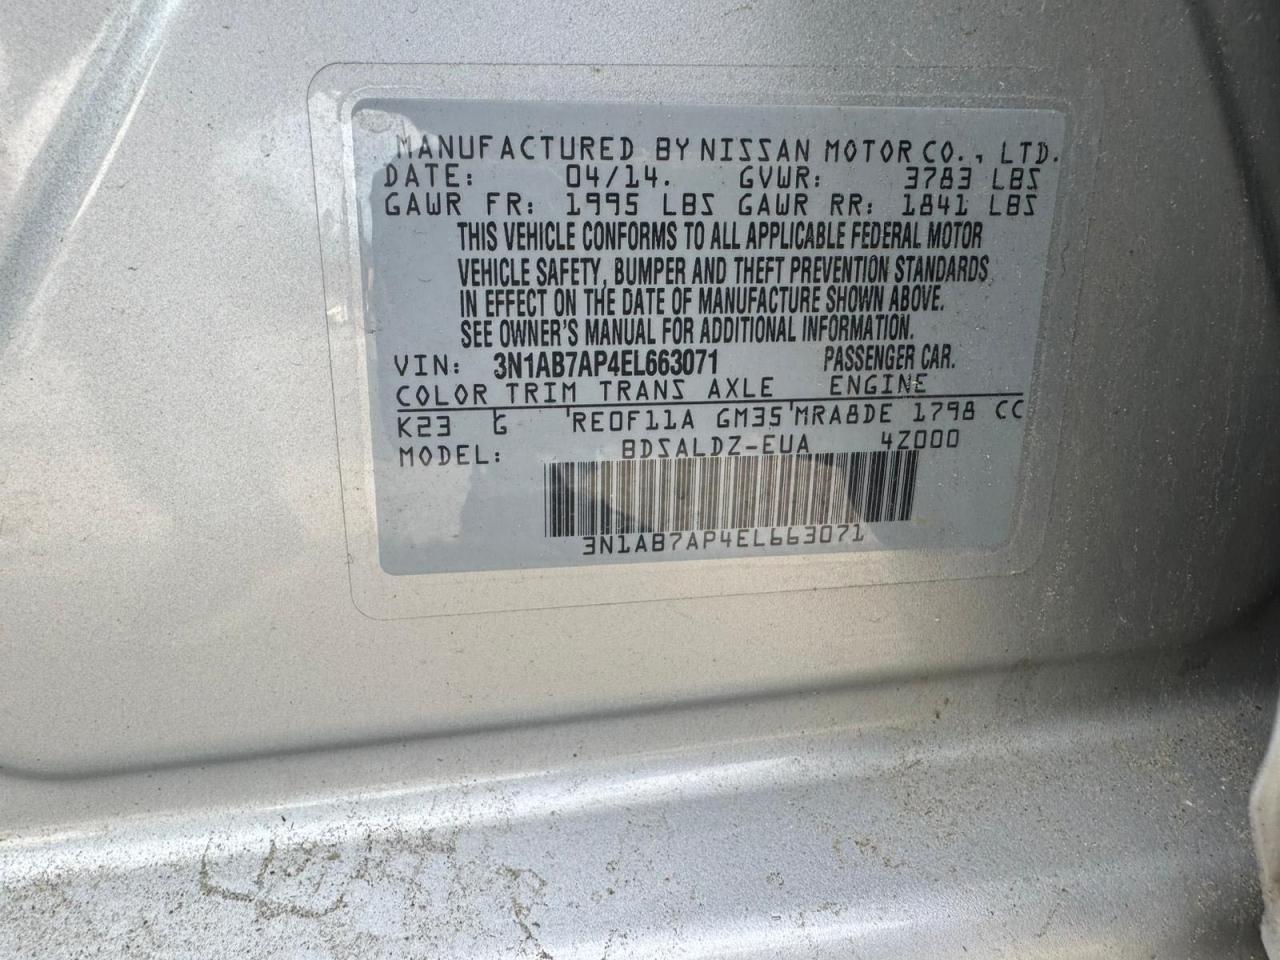 MANUFACTURED BY NISSAN MOTOR CO., LTD.
DATE: 04/14. GVWR: 3783 LBS
GAWR FR: 1995 LBS GAWR RR: 1841 LBS
THIS VEHICLE CONFORMS TO ALL APPLICABLE FEDERAL MOTOR
VEHICLE SAFETY, BUMPER AND THEFT PREVENTION STANDARDS
IN EFFECT ON THE DATE OF MANUFACTURE SHOWN ABOVE.
SEE OWNER'S MANUAL FOR ADDITIONAL INFORMATION.
VIN: 3N1AB7AP4EL663071 PASSENGER CAR.
COLOR TRIM TRANS AXLE ENGINE
K23 G RE0F11A GM35 MRA8DE 1798 CC
MODEL: BDSALDZ-EUA 4Z000
3N1AB7AP4EL663071